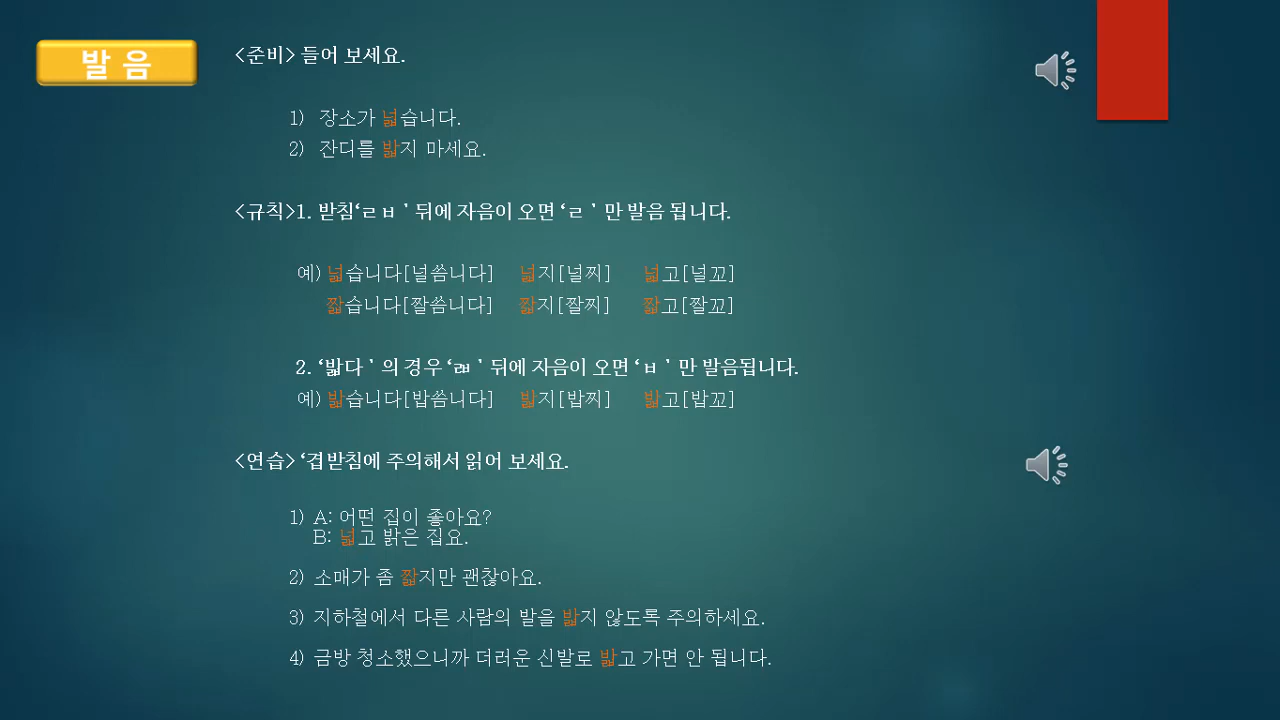 발 음
<준비> 들어 보세요.
1) 장소가 넓습니다.
2) 잔디를 밟지 마세요.
<규칙>1. 받침‘ㄹㅂ＇뒤에 자음이 오면 ‘ㄹ＇만 발음 됩니다.
예) 넓습니다[널씀니다] 넓지[널찌] 넓고[널꼬]
짧습니다[짤씀니다] 짧지[짤찌] 짧고[짤꼬]
2. ‘밟다＇의 경우 ‘ㄼ＇뒤에 자음이 오면 ‘ㅂ＇만 발음됩니다.
예) 밟습니다[밥씀니다] 밟지[밥찌] 밟고[밥꼬]
<연습> ‘겹받침에 주의해서 읽어 보세요.
1) A: 어떤 집이 좋아요?
B: 넓고 밝은 집요.
2) 소매가 좀 짧지만 괜찮아요.
3) 지하철에서 다른 사람의 발을 밟지 않도록 주의하세요.
4) 금방 청소했으니까 더러운 신발로 밟고 가면 안 됩니다.